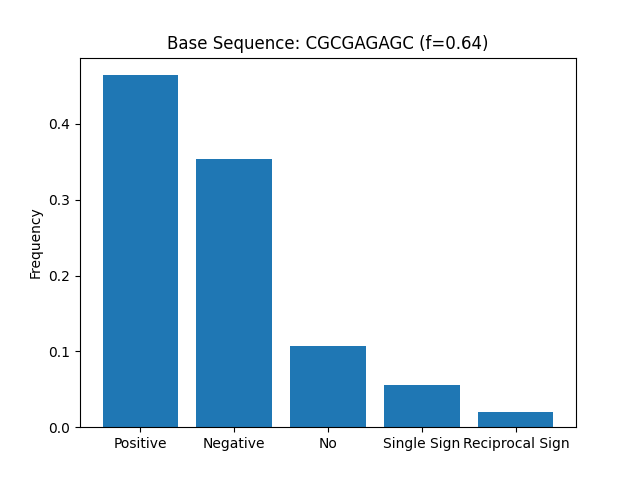 Base Sequence: CGCGAGAGC (f=0.64)
Frequency
0.4
0.3
0.2
0.1
0.0
Positive Negative No Single Sign Reciprocal Sign